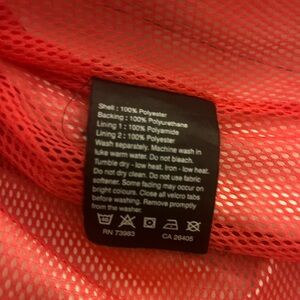 Shell : 100% Polyester
Backing : 100% Polyurethane
Lining 1 : 100% Polyamide
Lining 2 : 100% Polyester
Wash separately. Machine wash in
luke warm water. Do not bleach.
Tumble dry - low heat. Iron - low heat.
Do not dry clean. Do not use fabric
softener. Some fading may occur on
bright colours. Close all velcro tabs
before washing. Remove promptly
from the washer.
RN 73983 CA 26405